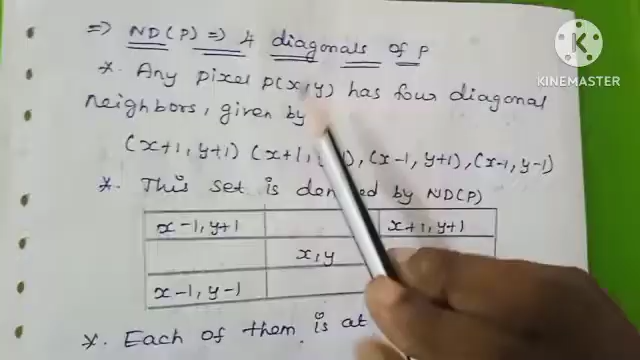 ⇒ ND(P) ⇒ 4 diagonals of P
*. Any pixel P(x,y) has four diagonal
neighbors, given by
(x+1, y+1) (x+1, , (x-1, y+1), (x-1, y-1)
*. This set is denoted by ND(P)
x-1, y+1 x+1, y+1
x, y
x-1, y-1
*. Each of them is at
KINEMASTER